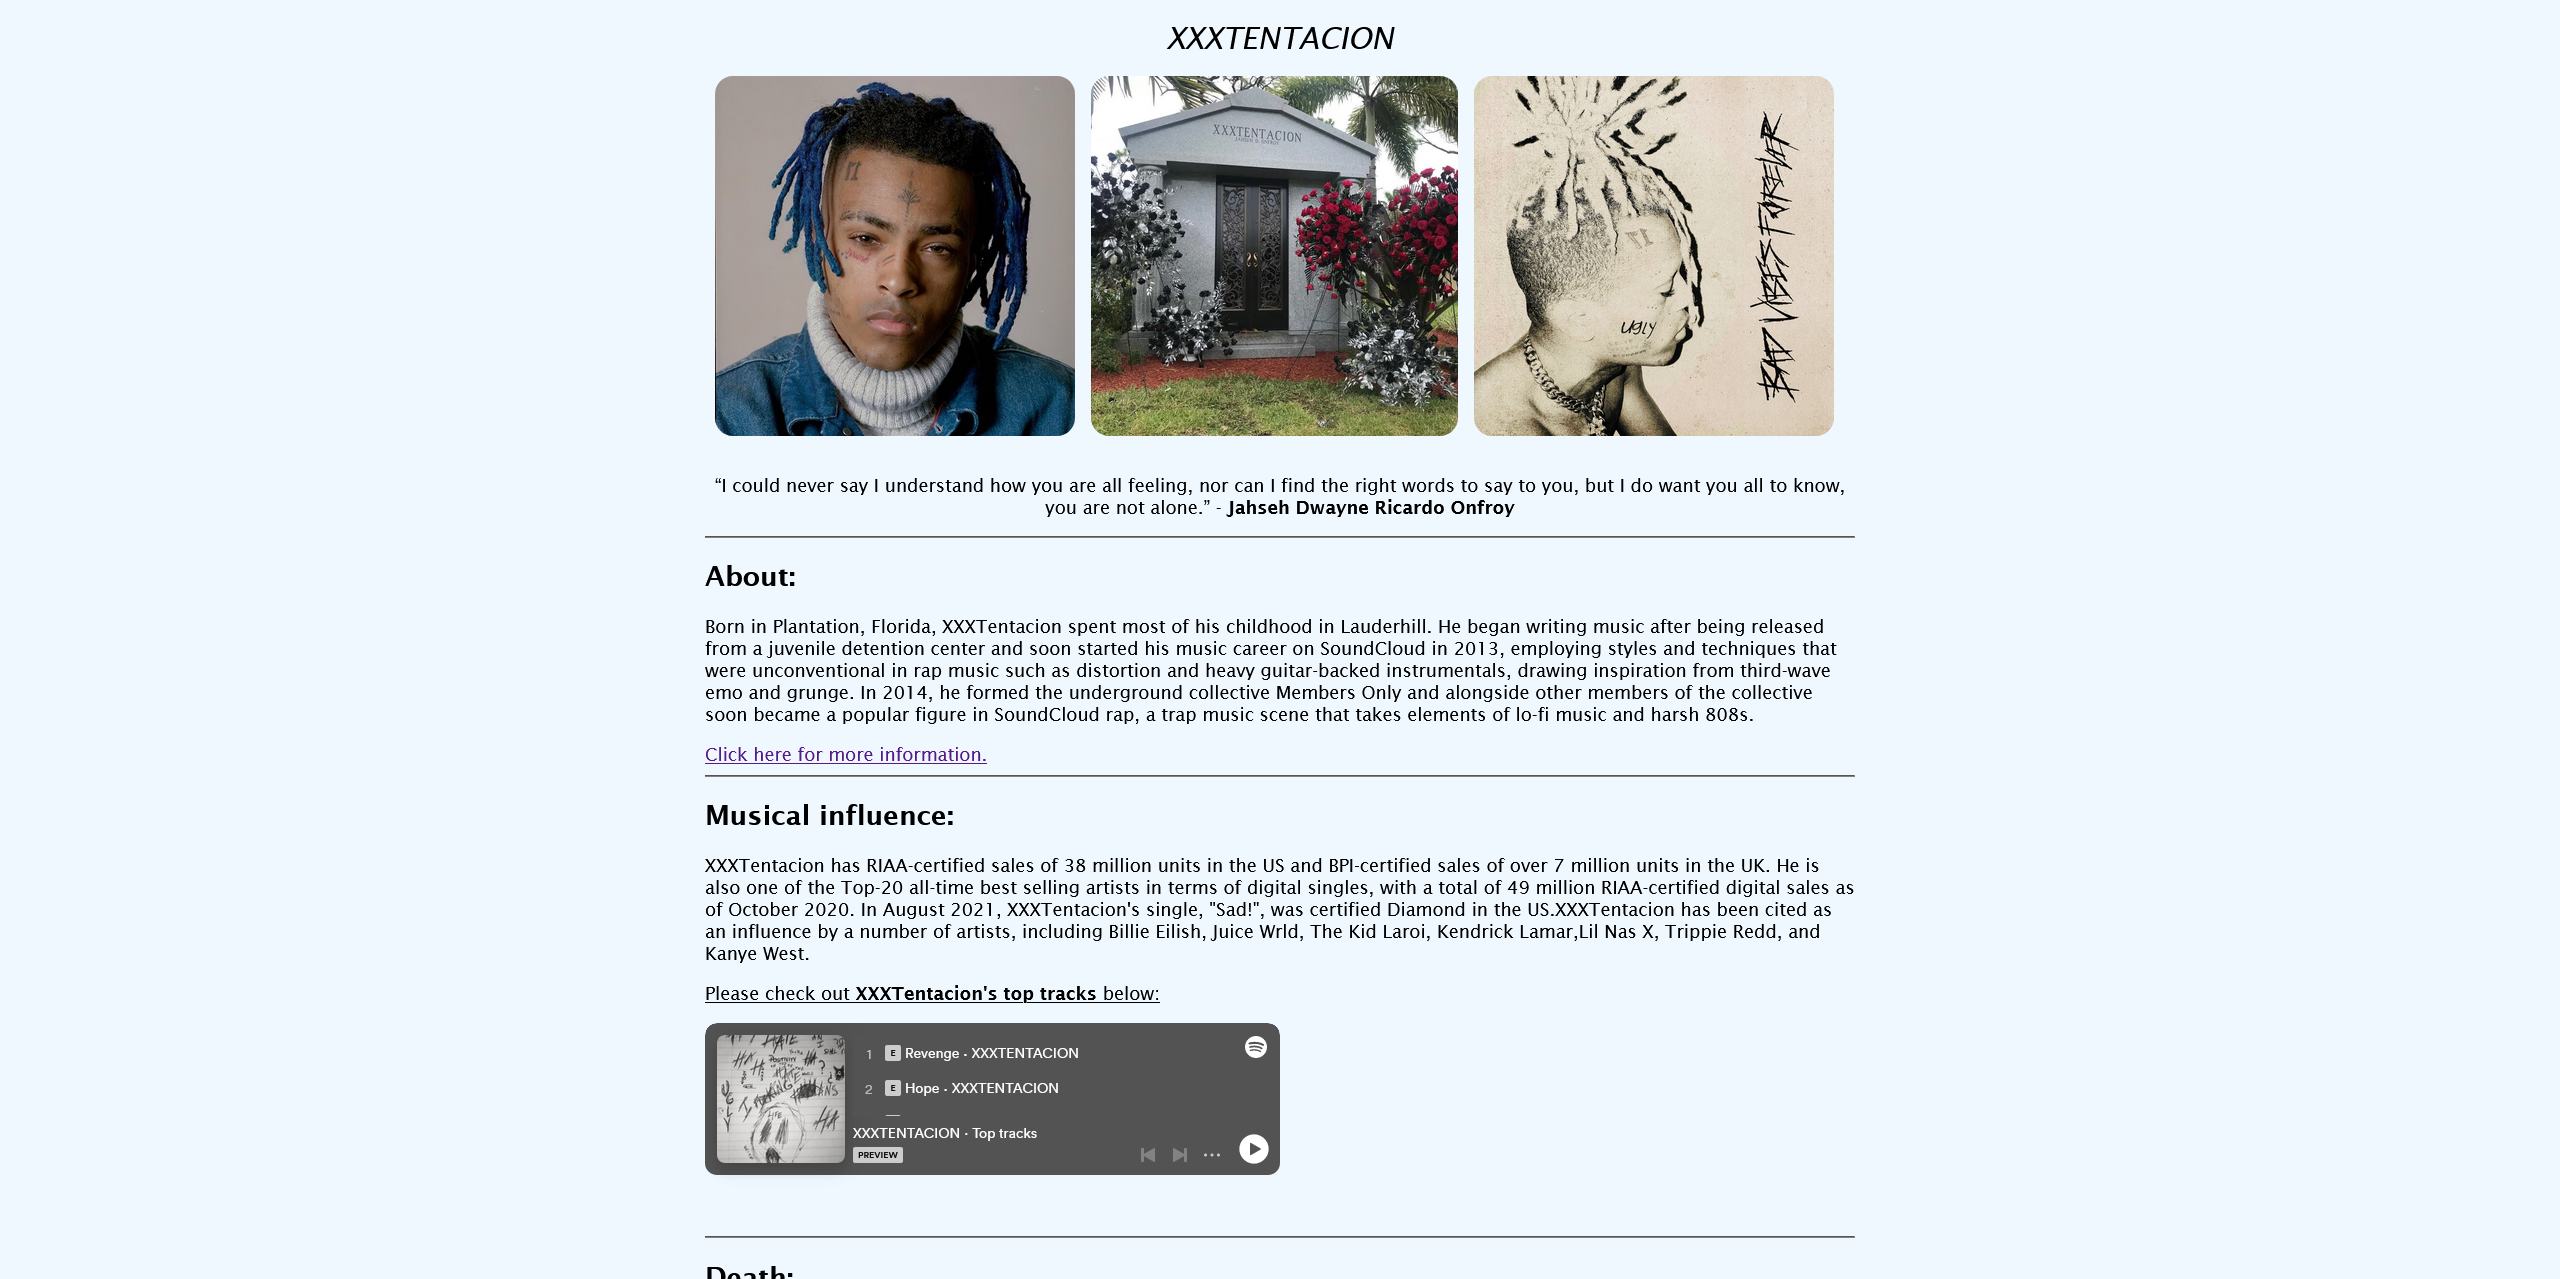 XXXTENTACION
XXXTENTACION
JAHSEH D. ONFROY
BAD VIBES FOREVER
UGLY
“I could never say I understand how you are all feeling, nor can I find the right words to say to you, but I do want you all to know,
you are not alone.” - Jahseh Dwayne Ricardo Onfroy
About:
Born in Plantation, Florida, XXXTentacion spent most of his childhood in Lauderhill. He began writing music after being released
from a juvenile detention center and soon started his music career on SoundCloud in 2013, employing styles and techniques that
were unconventional in rap music such as distortion and heavy guitar-backed instrumentals, drawing inspiration from third-wave
emo and grunge. In 2014, he formed the underground collective Members Only and alongside other members of the collective
soon became a popular figure in SoundCloud rap, a trap music scene that takes elements of lo-fi music and harsh 808s.
Click here for more information.
Musical influence:
XXXTentacion has RIAA-certified sales of 38 million units in the US and BPI-certified sales of over 7 million units in the UK. He is
also one of the Top-20 all-time best selling artists in terms of digital singles, with a total of 49 million RIAA-certified digital sales as
of October 2020. In August 2021, XXXTentacion's single, "Sad!", was certified Diamond in the US.XXXTentacion has been cited as
an influence by a number of artists, including Billie Eilish, Juice Wrld, The Kid Laroi, Kendrick Lamar,Lil Nas X, Trippie Redd, and
Kanye West.
Please check out XXXTentacion's top tracks below:
1 E Revenge · XXXTENTACION
2 E Hope · XXXTENTACION
XXXTENTACION · Top tracks
PREVIEW
Death: